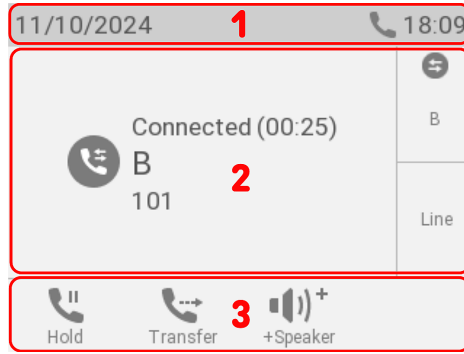 11/10/2024 1 18:09
Connected (00:25)
B
101
2
B
Line
3
Hold Transfer +Speaker